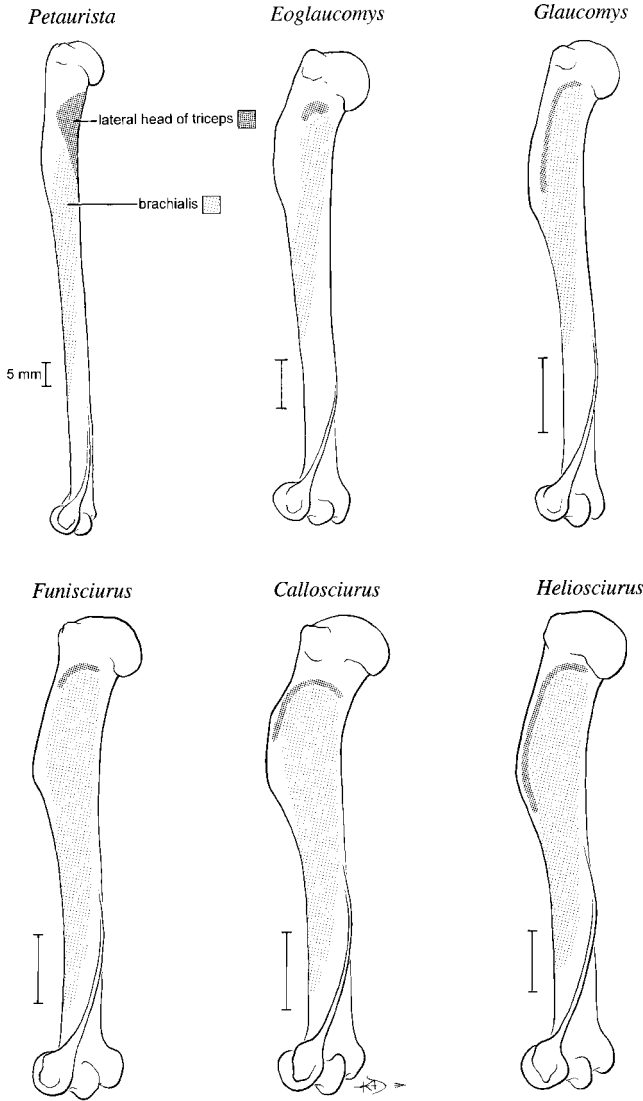 Petaurista
Eoglaucomys
Glaucomys
lateral head of triceps
brachialis
5 mm
Funisciurus
Callosciurus
Heliosciurus